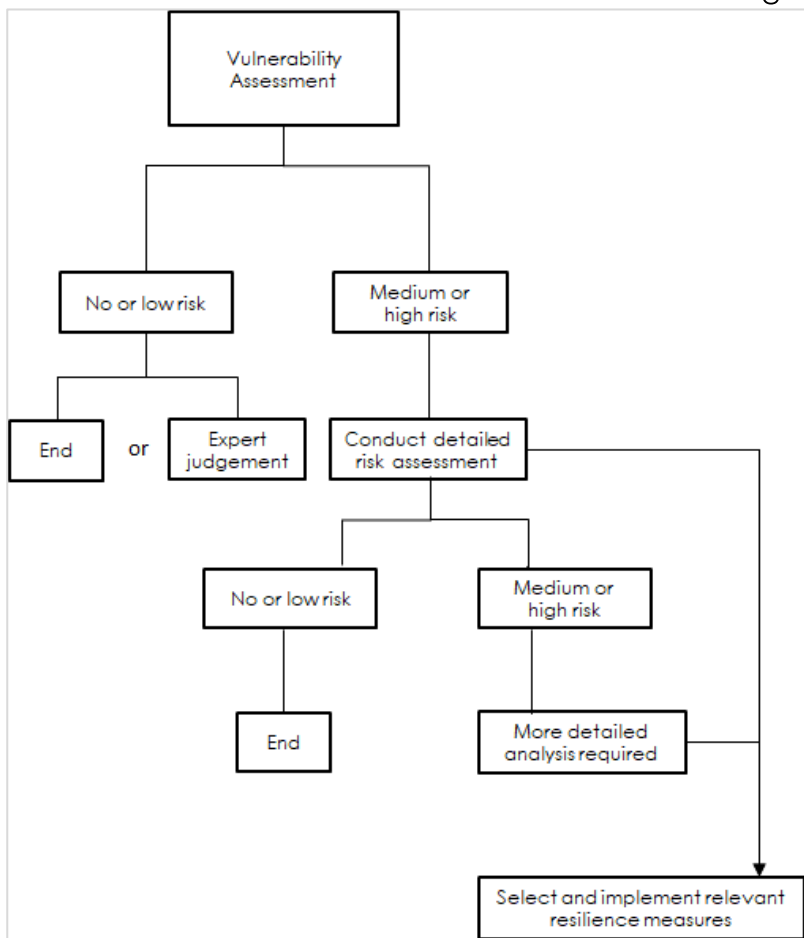 Vulnerability
Assessment
No or low risk
Medium or
high risk
End
or
Expert
judgement
Conduct detailed
risk assessment
No or low risk
Medium or
high risk
End
More detailed
analysis required
Select and implement relevant
resilience measures